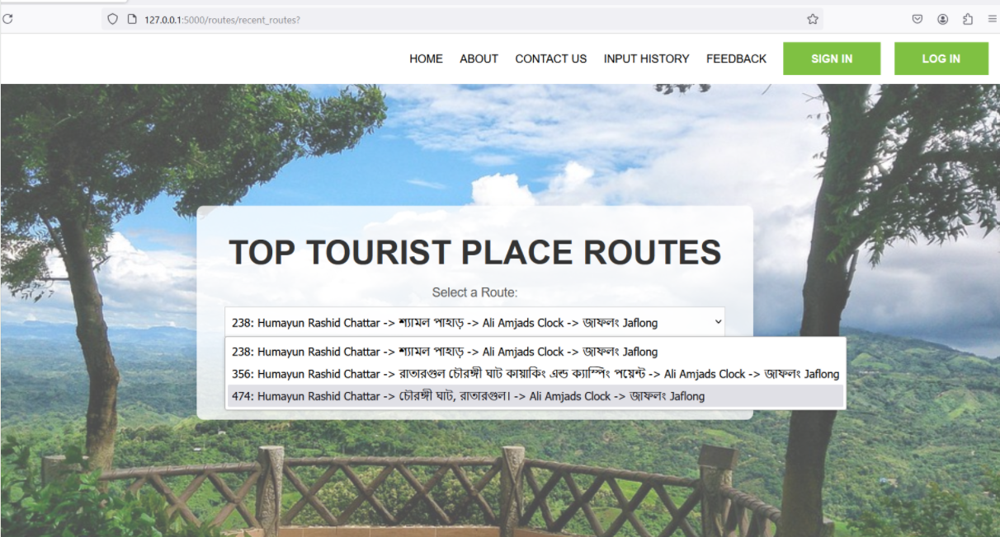 127.0.0.1:5000/routes/recent_routes?
HOME ABOUT CONTACT US INPUT HISTORY FEEDBACK SIGN IN LOG IN
TOP TOURIST PLACE ROUTES
Select a Route:
238: Humayun Rashid Chattar -> শ্যামল পাহাড় -> Ali Amjads Clock -> জাফলং Jaflong
238: Humayun Rashid Chattar -> শ্যামল পাহাড় -> Ali Amjads Clock -> জাফলং Jaflong
356: Humayun Rashid Chattar -> রাতারগুল চৌরঙ্গী ঘাট কায়াকিং এন্ড ক্যাম্পিং পয়েন্ট -> Ali Amjads Clock -> জাফলং Jaflong
474: Humayun Rashid Chattar -> চৌরঙ্গী ঘাট, রাতারগুল। -> Ali Amjads Clock -> জাফলং Jaflong